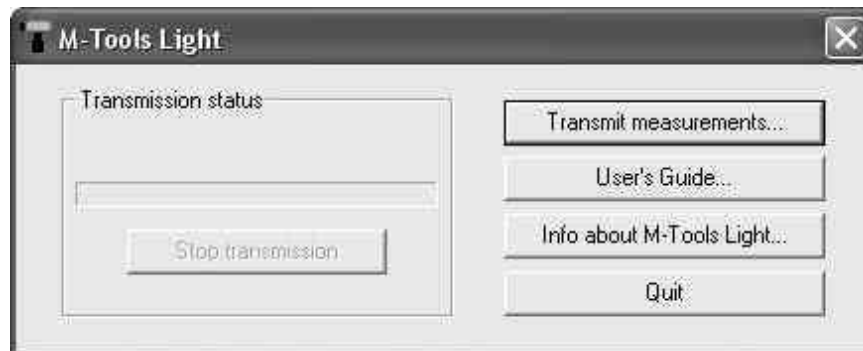 M-Tools Light
Transmission status
Stop transmission
Transmit measurements...
User's Guide...
Info about M-Tools Light...
Quit